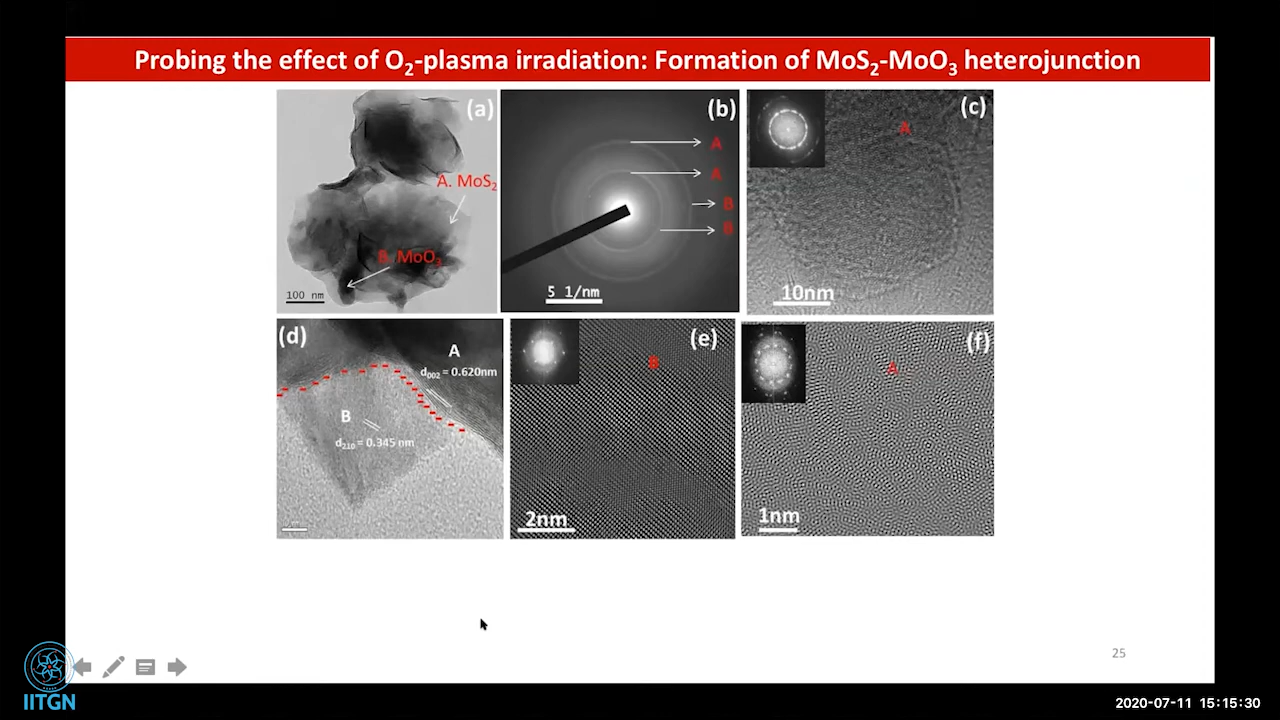 Probing the effect of O₂-plasma irradiation: Formation of MoS₂-MoO₃ heterojunction
(a)
A. MoS₂
B. MoO₃
100 nm
(b)
A
A
B
B
5 1/nm
(c)
A
10nm
(d)
A
d₀₀₂ = 0.620nm
B
d₂₁₀ = 0.345 nm
(e)
B
2nm
(f)
A
1nm
25
IITGN
2020-07-11 15:15:30